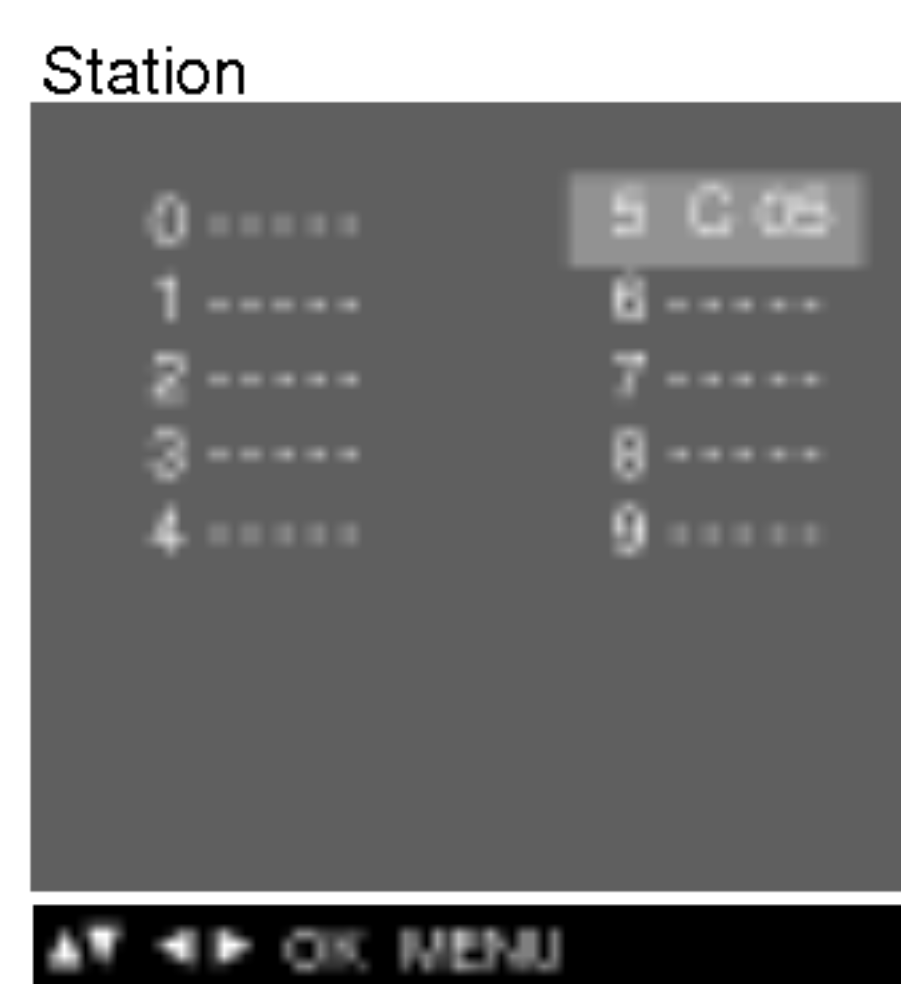 Station
0 ----- 5 C 05
1 ----- 6 -----
2 ----- 7 -----
3 ----- 8 -----
4 ----- 9 -----
▲▼ ◀▶ OK MENU